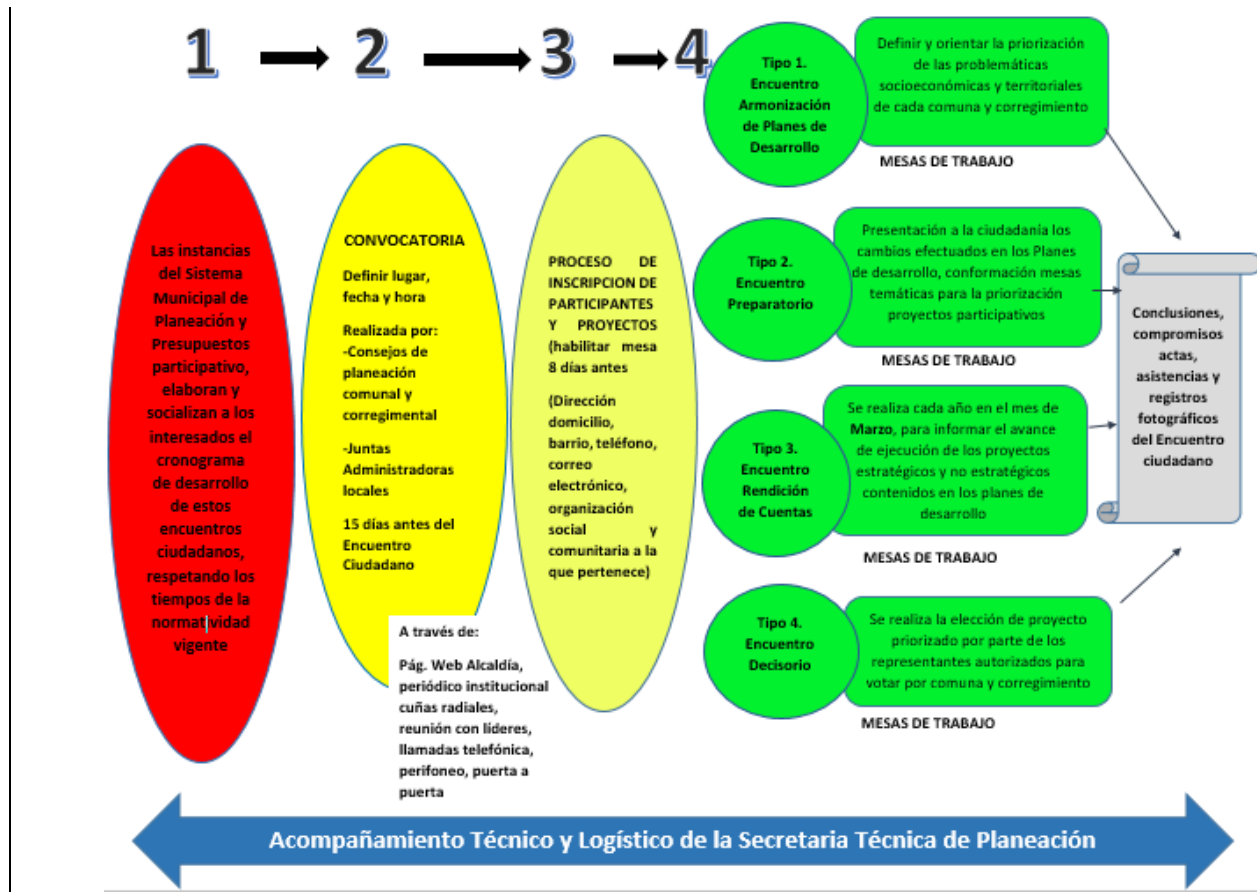 1
2
3
4
Las instancias
del Sistema
Municipal de
Planeación y
Presupuestos
participativo,
elaboran y
socializan a los
interesados el
cronograma
de desarrollo
de estos
encuentros
ciudadanos,
respetando los
tiempos de la
normatividad
vigente
CONVOCATORIA
Definir lugar,
fecha y hora
Realizada por:
-Consejos de
planeación
comunal y
corregimental
-Juntas
Administradoras
locales
15 días antes del
Encuentro
Ciudadano
A través de:
Pág. Web Alcaldía,
periódico institucional
cuñas radiales,
reunión con líderes,
llamadas telefónica,
perifoneo, puerta a
puerta
PROCESO DE
INSCRIPCION DE
PARTICIPANTES
Y PROYECTOS
(habilitar mesa
8 días antes
(Dirección
domicilio,
barrio, teléfono,
correo
electrónico,
organización
social y
comunitaria a la
que pertenece)
Tipo 1.
Encuentro
Armonización
de Planes de
Desarrollo
Definir y orientar la priorización
de las problemáticas
socioeconómicas y territoriales
de cada comuna y corregimiento
MESAS DE TRABAJO
Tipo 2.
Encuentro
Preparatorio
Presentación a la ciudadanía los
cambios efectuados en los Planes
de desarrollo, conformación mesas
temáticas para la priorización
proyectos participativos
MESAS DE TRABAJO
Tipo 3.
Encuentro
Rendición
de Cuentas
Se realiza cada año en el mes de
Marzo, para informar el avance
de ejecución de los proyectos
estratégicos y no estratégicos
contenidos en los planes de
desarrollo
MESAS DE TRABAJO
Tipo 4.
Encuentro
Decisorio
Se realiza la elección de proyecto
priorizado por parte de los
representantes autorizados para
votar por comuna y corregimiento
MESAS DE TRABAJO
Conclusiones,
compromisos
actas,
asistencias y
registros
fotográficos
del Encuentro
ciudadano
Acompañamiento Técnico y Logístico de la Secretaria Técnica de Planeación